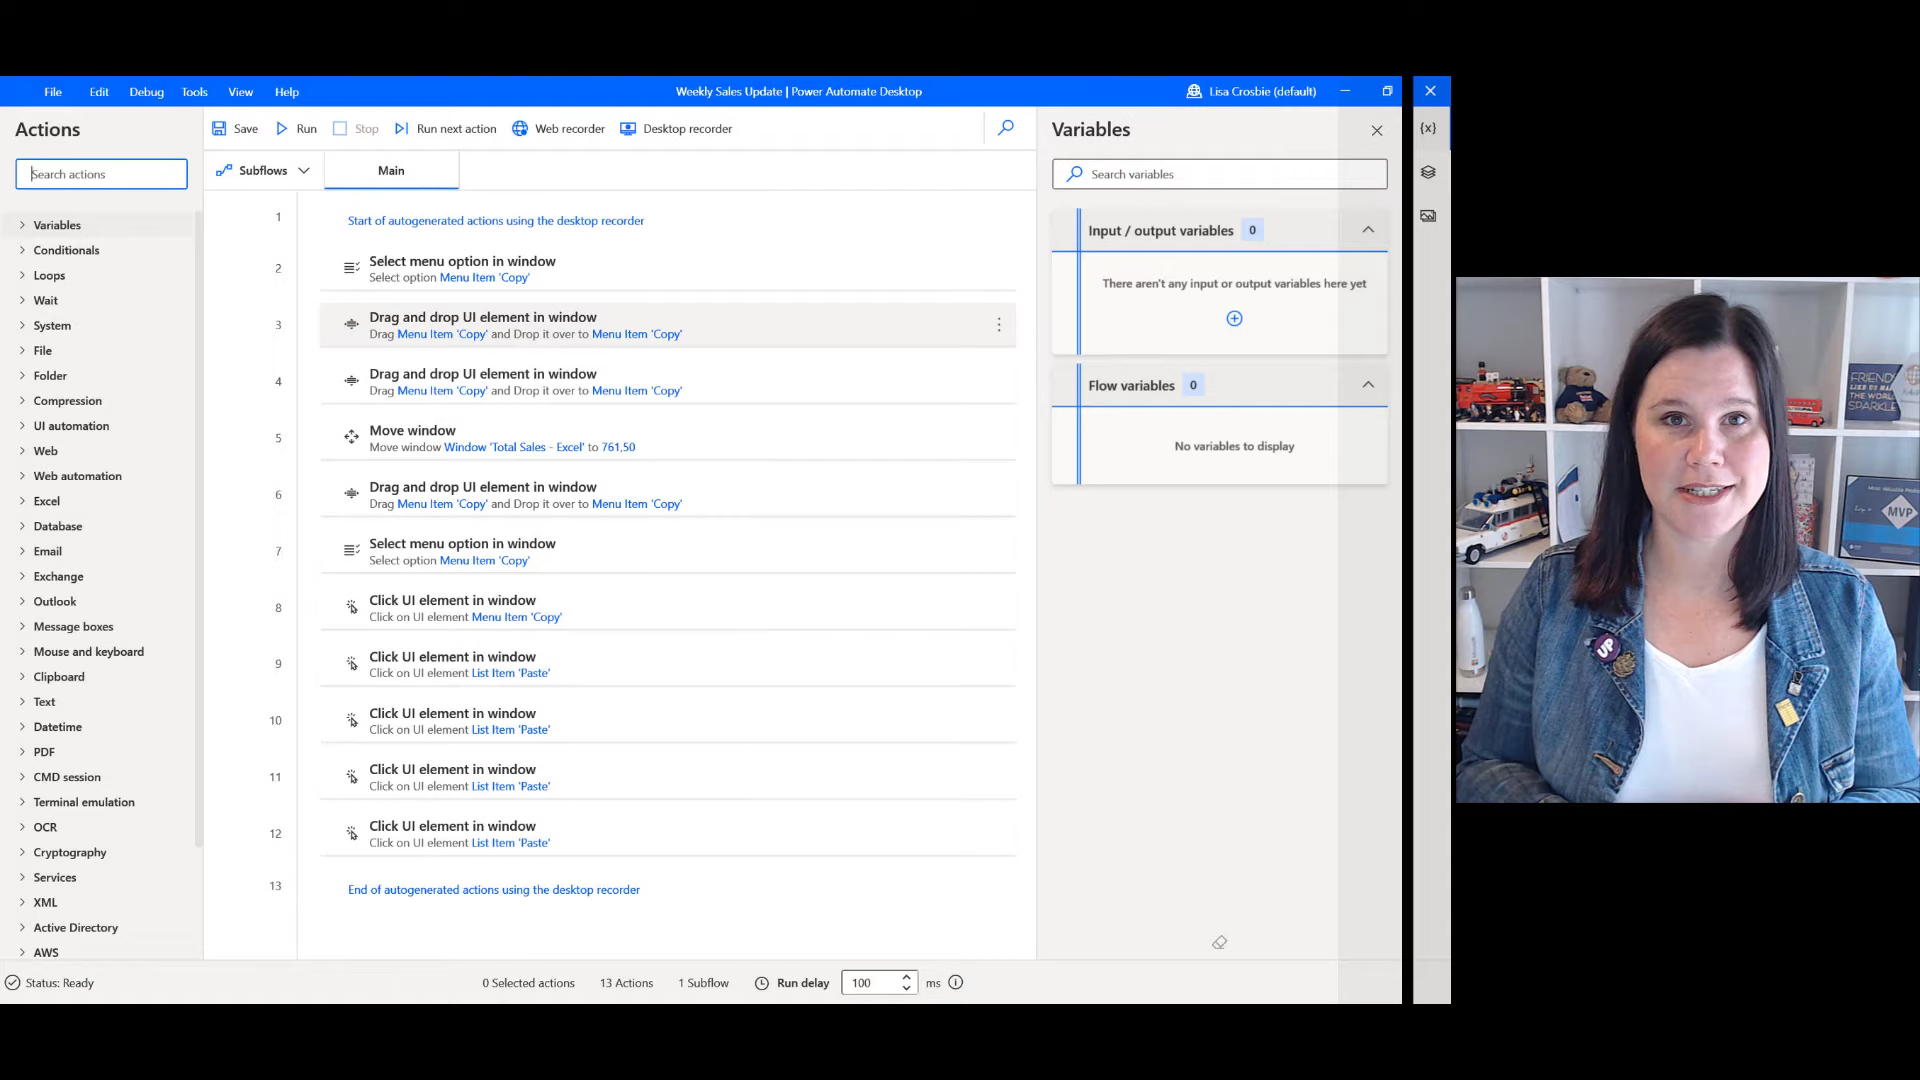 File Edit Debug Tools View Help
Weekly Sales Update | Power Automate Desktop
Lisa Crosbie (default)
Actions
Search actions
Variables
Conditionals
Loops
Wait
System
File
Folder
Compression
UI automation
Web
Web automation
Excel
Database
Email
Exchange
Outlook
Message boxes
Mouse and keyboard
Clipboard
Text
Datetime
PDF
CMD session
Terminal emulation
OCR
Cryptography
Services
XML
Active Directory
AWS
Save Run Stop Run next action Web recorder Desktop recorder
Subflows Main
1 Start of autogenerated actions using the desktop recorder
2 Select menu option in window
Select option Menu Item 'Copy'
3 Drag and drop UI element in window
Drag Menu Item 'Copy' and Drop it over to Menu Item 'Copy'
4 Drag and drop UI element in window
Drag Menu Item 'Copy' and Drop it over to Menu Item 'Copy'
5 Move window
Move window Window 'Total Sales - Excel' to 761,50
6 Drag and drop UI element in window
Drag Menu Item 'Copy' and Drop it over to Menu Item 'Copy'
7 Select menu option in window
Select option Menu Item 'Copy'
8 Click UI element in window
Click on UI element Menu Item 'Copy'
9 Click UI element in window
Click on UI element List Item 'Paste'
10 Click UI element in window
Click on UI element List Item 'Paste'
11 Click UI element in window
Click on UI element List Item 'Paste'
12 Click UI element in window
Click on UI element List Item 'Paste'
13 End of autogenerated actions using the desktop recorder
Variables
{x}
Search variables
Input / output variables 0
There aren't any input or output variables here yet
Flow variables 0
No variables to display
Status: Ready
0 Selected actions 13 Actions 1 Subflow Run delay 100 ms
FRIEND
LIKE US MA
THE WORL
SPARKLE
MVP
UP